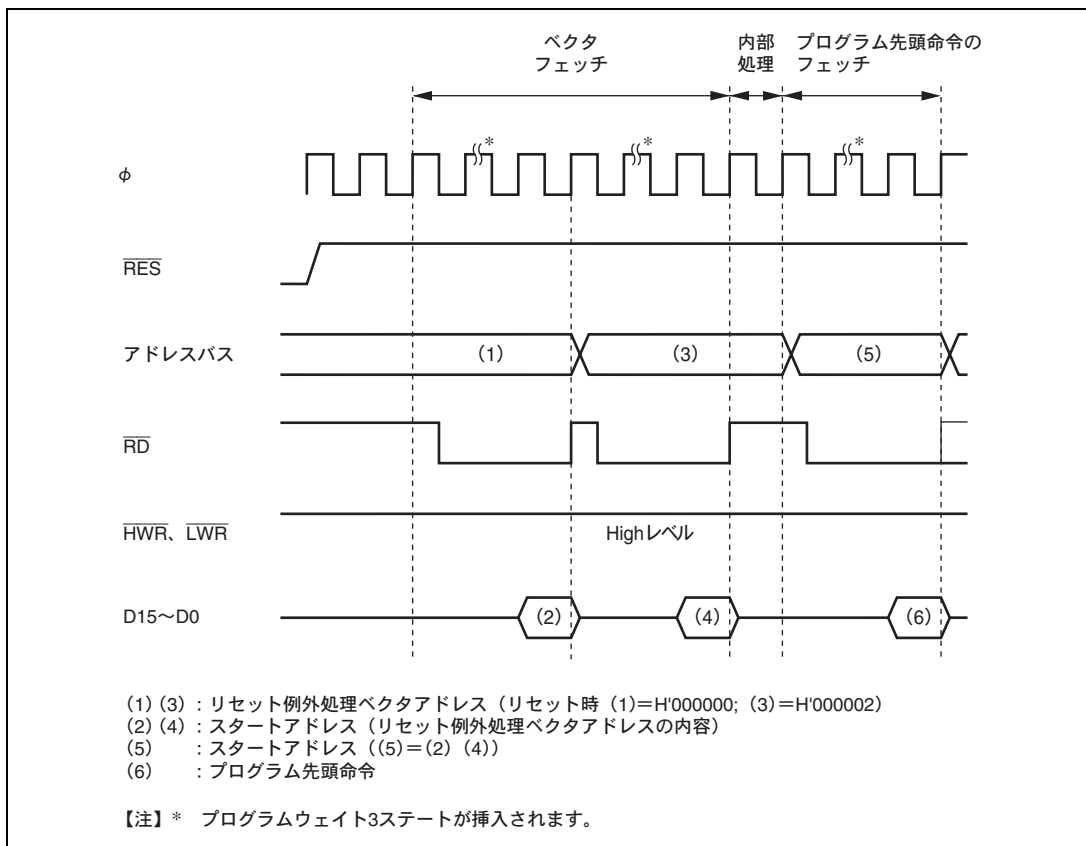 ベクタ
フェッチ
内部
処理
プログラム先頭命令の
フェッチ
* * *
φ
RES
アドレスバス (1) (3) (5)
RD
HWR、LWR Highレベル
D15～D0 (2) (4) (6)
(1)(3)：リセット例外処理ベクタアドレス（リセット時 (1)＝H'000000; (3)＝H'000002）
(2)(4)：スタートアドレス（リセット例外処理ベクタアドレスの内容）
(5) ：スタートアドレス（(5)＝(2) (4)）
(6) ：プログラム先頭命令
【注】* プログラムウェイト3ステートが挿入されます。